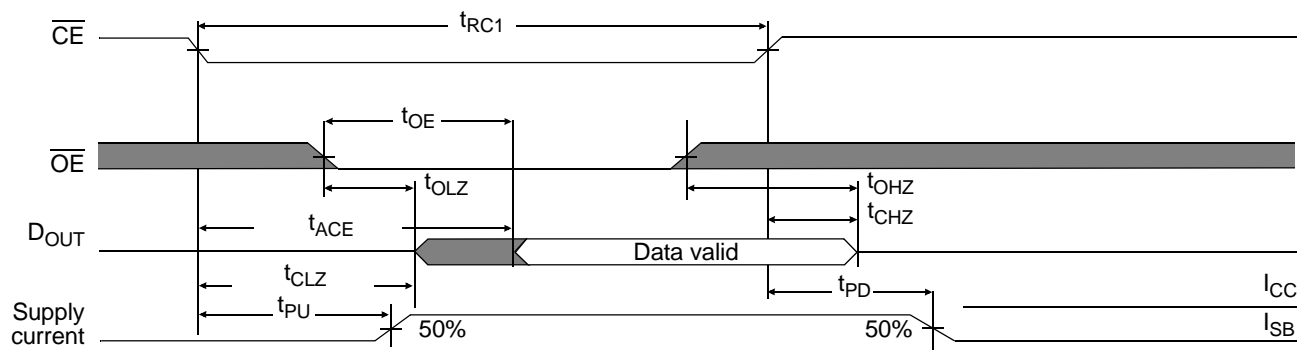 CE
tRC1
OE
tOE
tOLZ
tOHZ
tACE
tCHZ
DOUT
Data valid
tCLZ
tPD
ICC
tPU
Supply
current
50%
50%
ISB